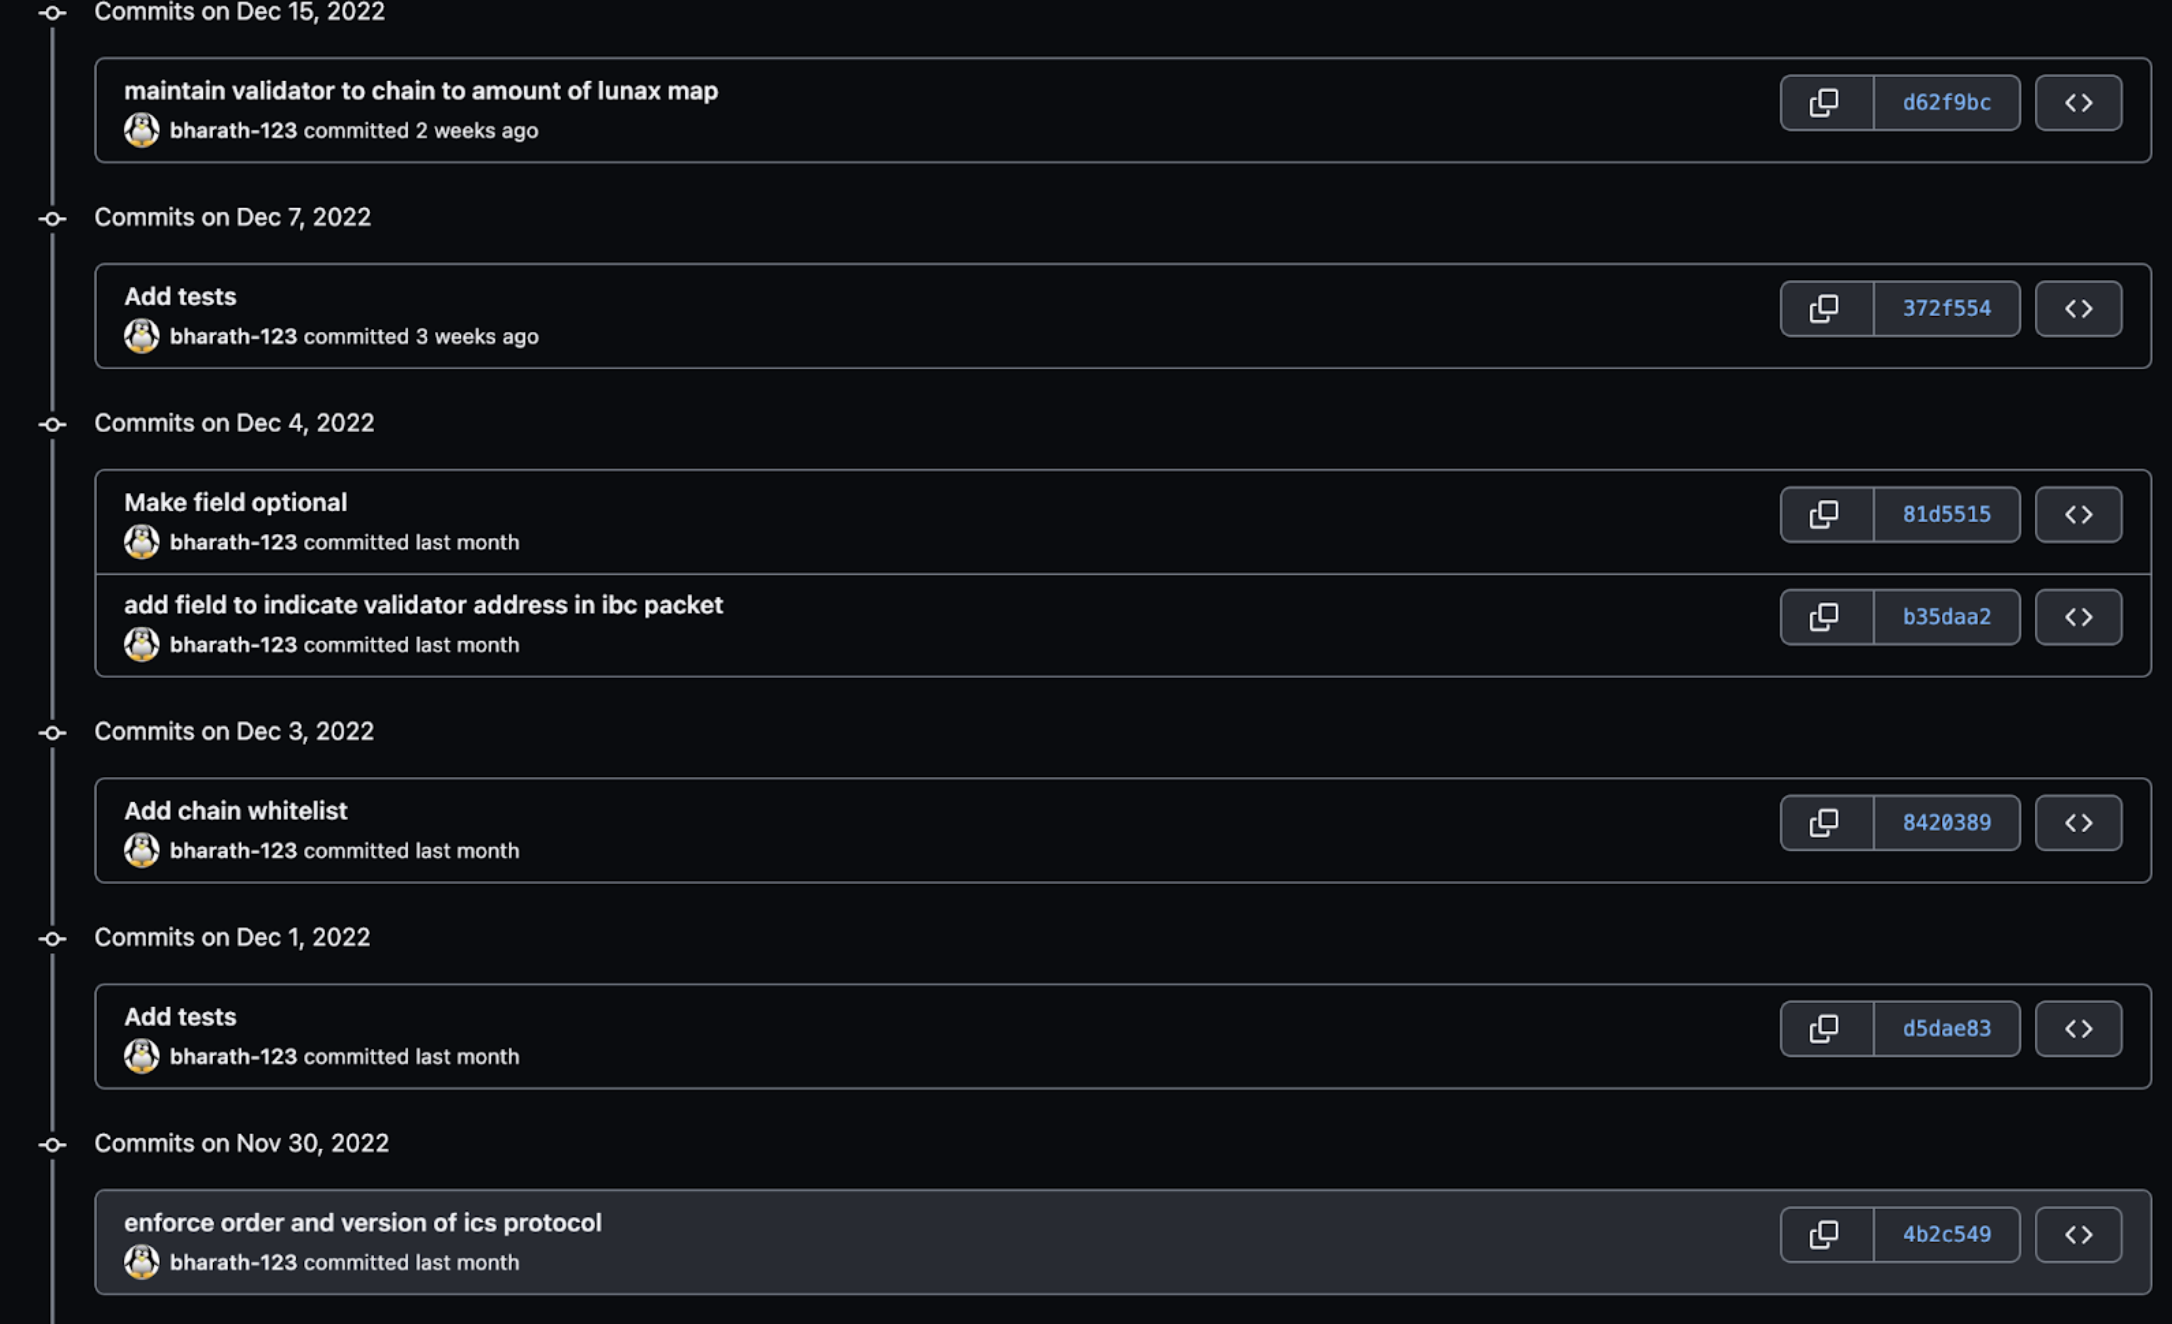 Commits on Dec 15, 2022
maintain validator to chain to amount of lunax map
bharath-123 committed 2 weeks ago
d62f9bc
Commits on Dec 7, 2022
Add tests
bharath-123 committed 3 weeks ago
372f554
Commits on Dec 4, 2022
Make field optional
bharath-123 committed last month
81d5515
add field to indicate validator address in ibc packet
bharath-123 committed last month
b35daa2
Commits on Dec 3, 2022
Add chain whitelist
bharath-123 committed last month
8420389
Commits on Dec 1, 2022
Add tests
bharath-123 committed last month
d5dae83
Commits on Nov 30, 2022
enforce order and version of ics protocol
bharath-123 committed last month
4b2c549